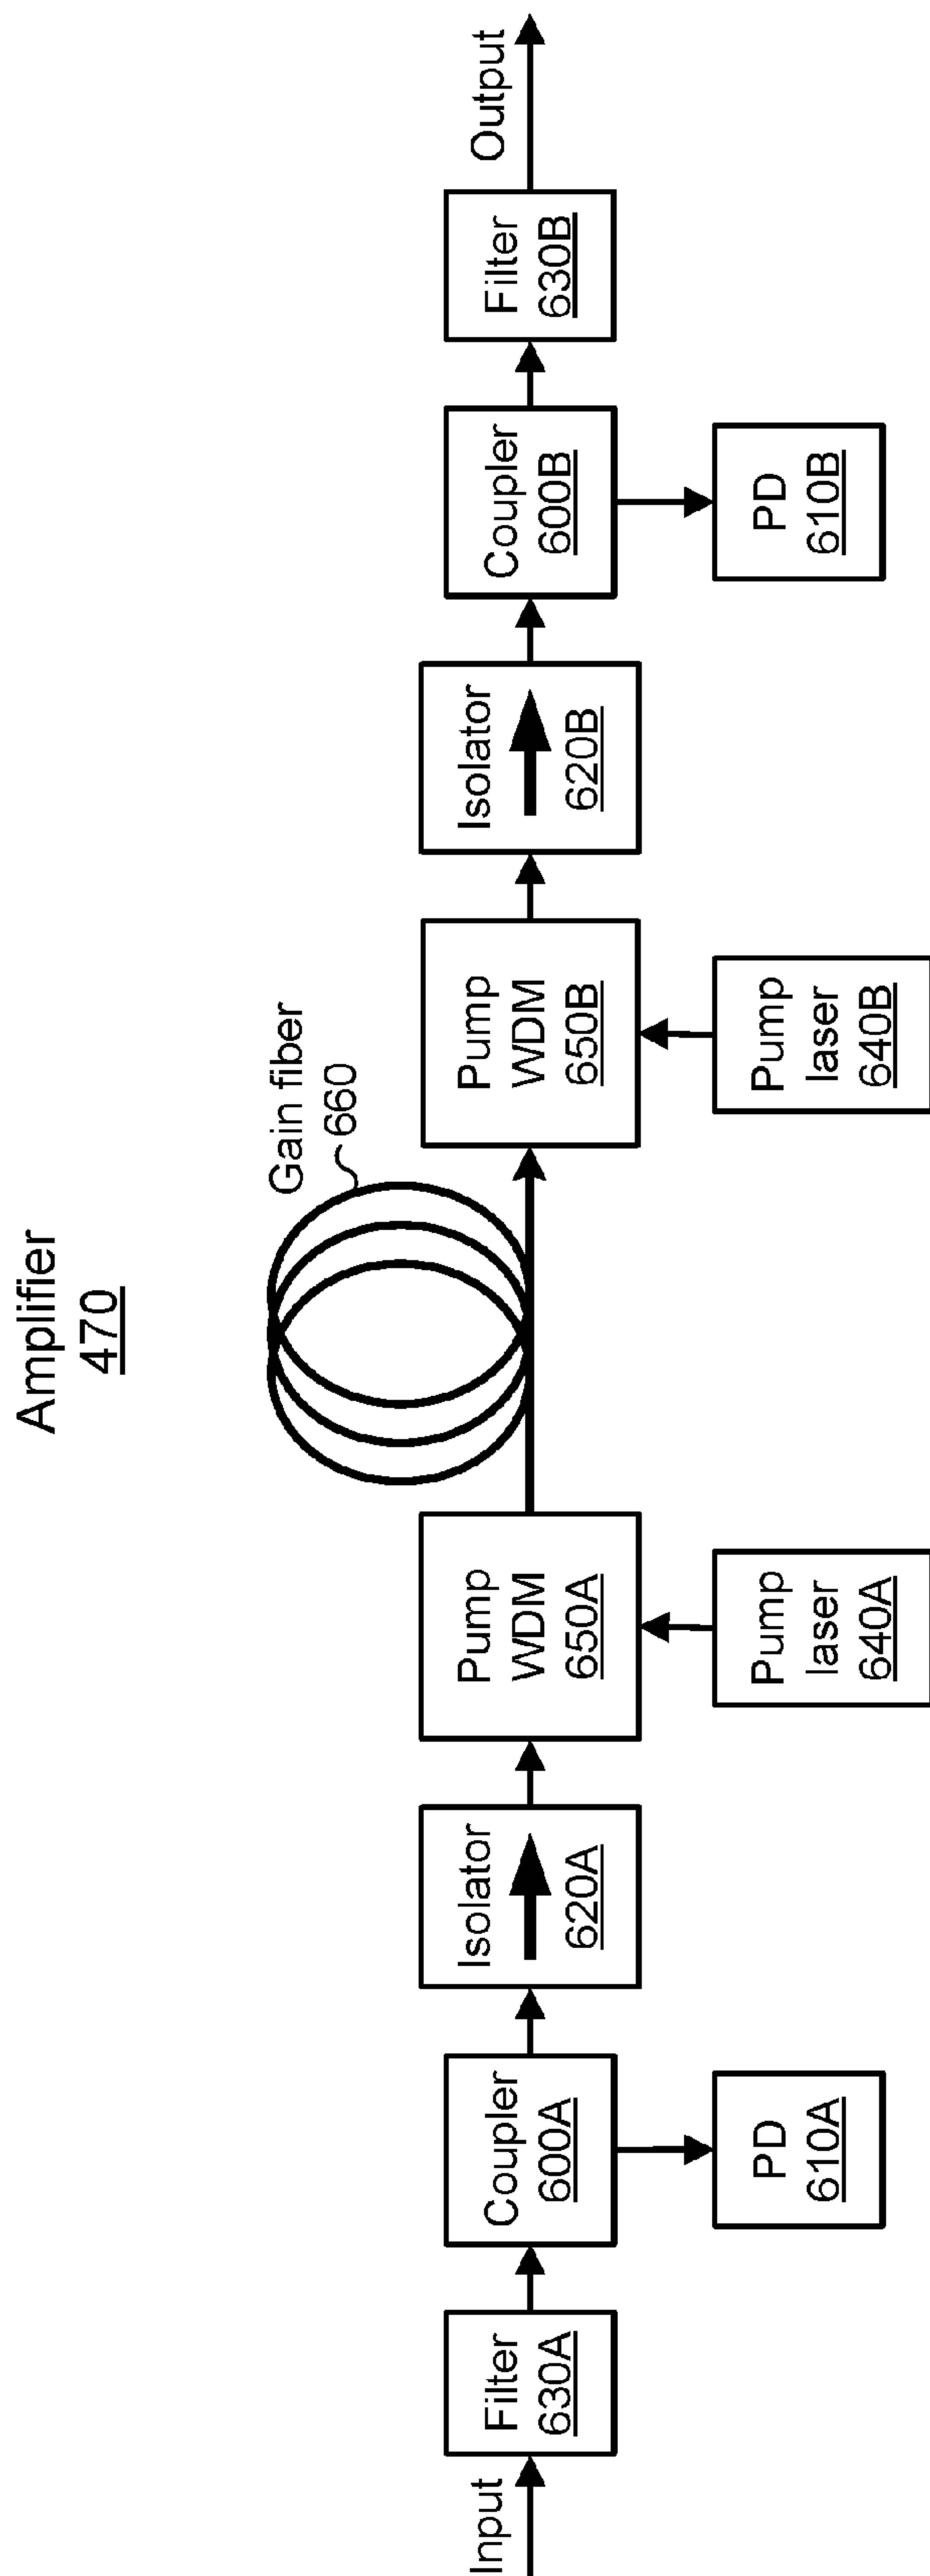 Amplifier
470
Gain fiber
660
Input
Filter
630A
Coupler
600A
Isolator
620A
Pump
WDM
650A
Pump
WDM
650B
Isolator
620B
Coupler
600B
Filter
630B
Output
PD
610A
Pump
laser
640A
Pump
laser
640B
PD
610B